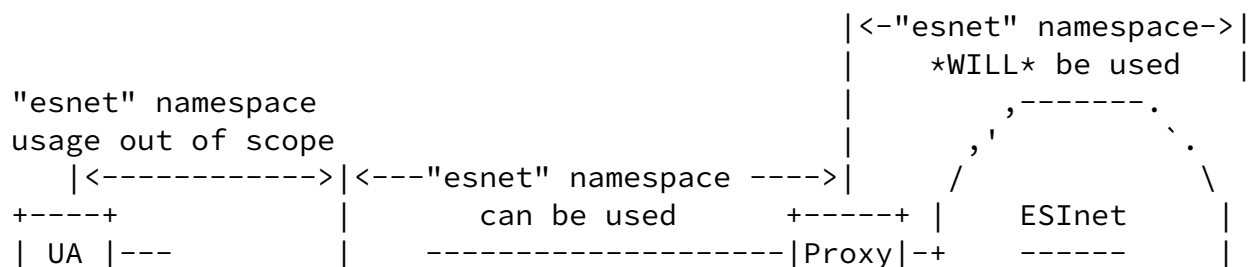 |<-"esnet" namespace->|
                                          |    *WILL* be used   |
"esnet" namespace                         |         ,-------.
usage out of scope                        |       ,'         `.
   |<------------>|<---"esnet" namespace ---->|    /             \
+----+            |       can be used     +-----+ |    ESInet     |
| UA |---         |    --------------------|Proxy|-+    ------     |